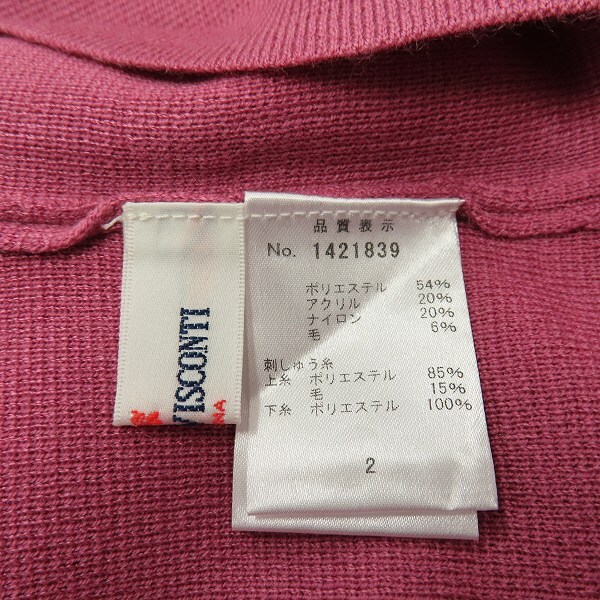 品質表示
No. 1421839
ポリエステル 54%
アクリル 20%
ナイロン 20%
毛 6%
刺しゅう糸
上糸 ポリエステル 85%
毛 15%
下糸 ポリエステル 100%
2
VISCONTI